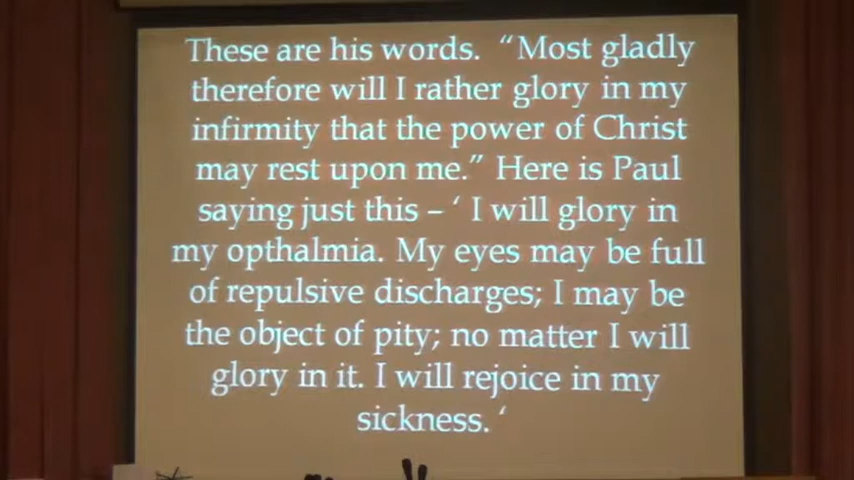 These are his words. “Most gladly
therefore will I rather glory in my
infirmity that the power of Christ
may rest upon me.” Here is Paul
saying just this – ‘ I will glory in
my opthalmia. My eyes may be full
of repulsive discharges; I may be
the object of pity; no matter I will
glory in it. I will rejoice in my
sickness. ‘